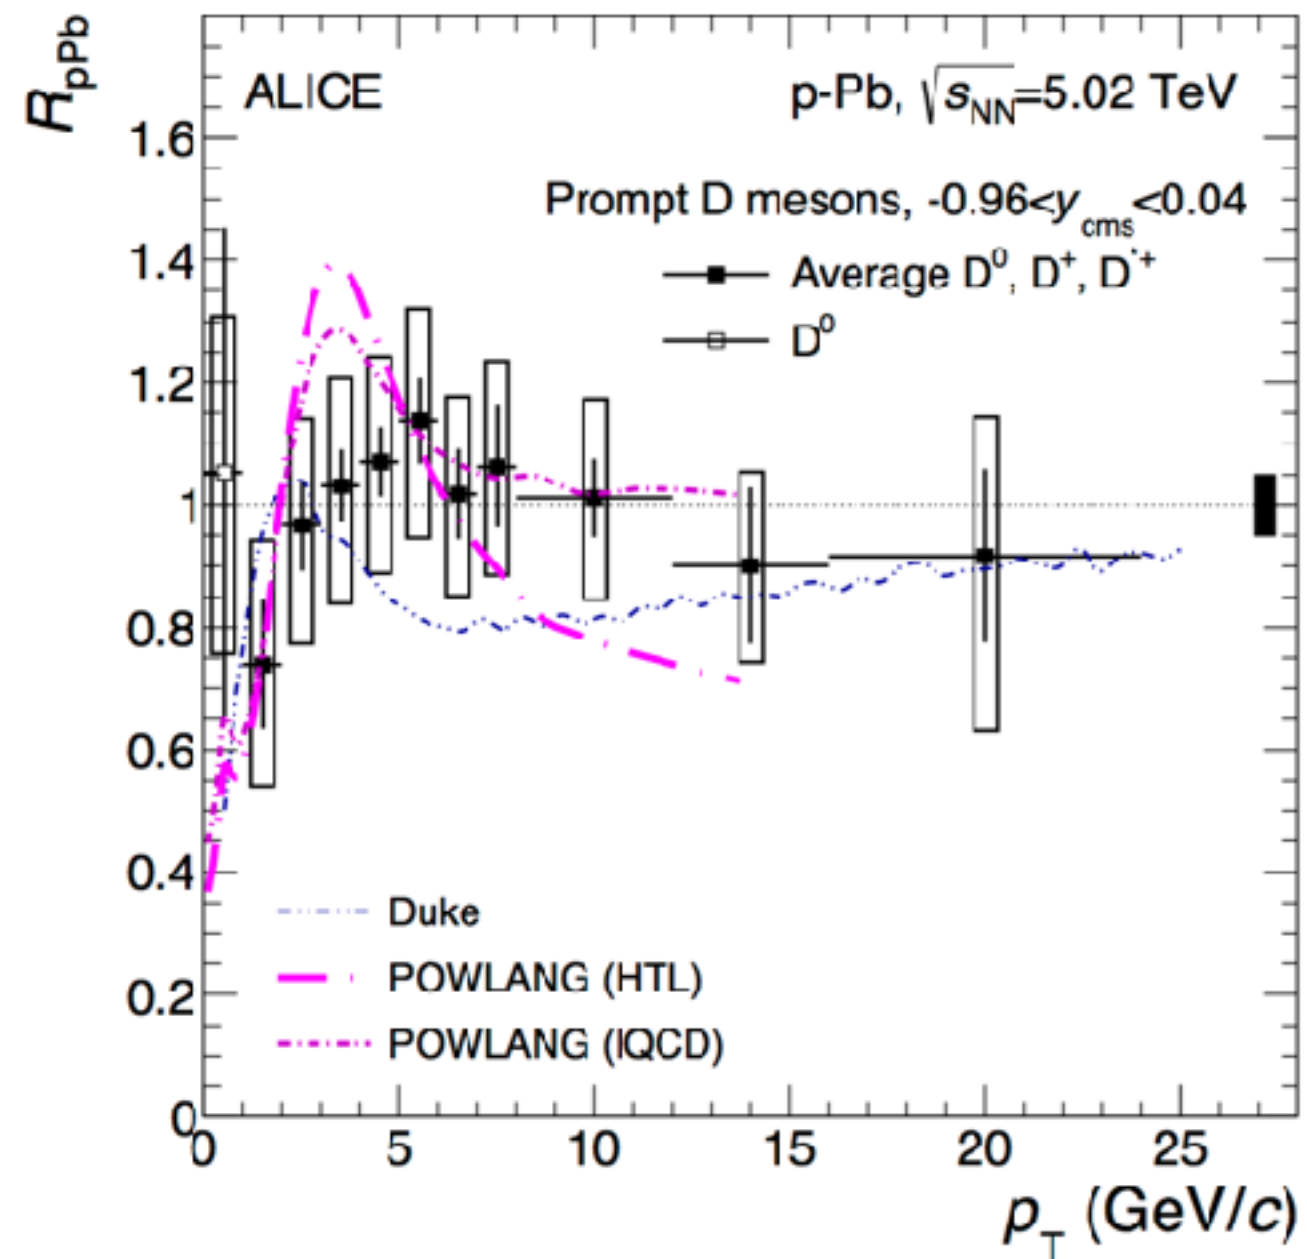 R_pPb
ALICE
p-Pb, √s_NN=5.02 TeV
Prompt D mesons, -0.96<y_cms<0.04
Average D⁰, D⁺, D*⁺
D⁰
1.6
1.4
1.2
1
0.8
0.6
0.4
0.2
0
Duke
POWLANG (HTL)
POWLANG (lQCD)
0 5 10 15 20 25
p_T (GeV/c)